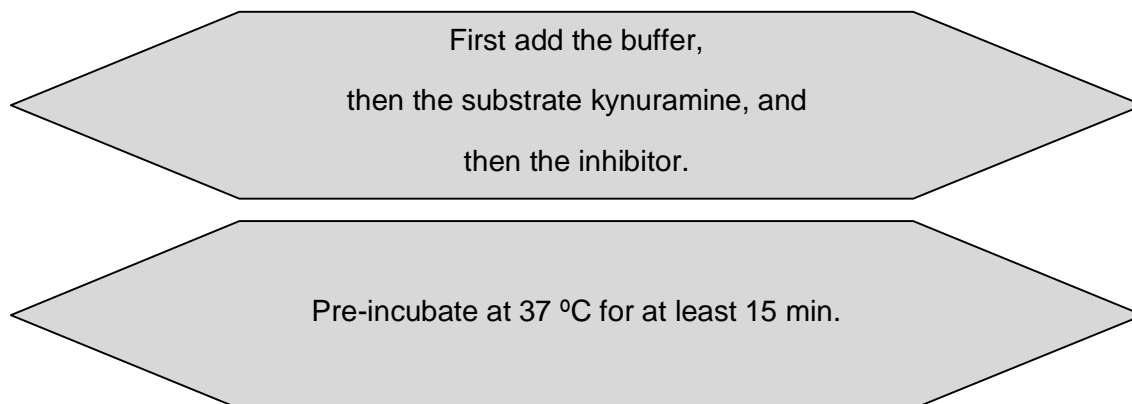 First add the buffer,
then the substrate kynuramine, and
then the inhibitor.
Pre-incubate at 37 ºC for at least 15 min.